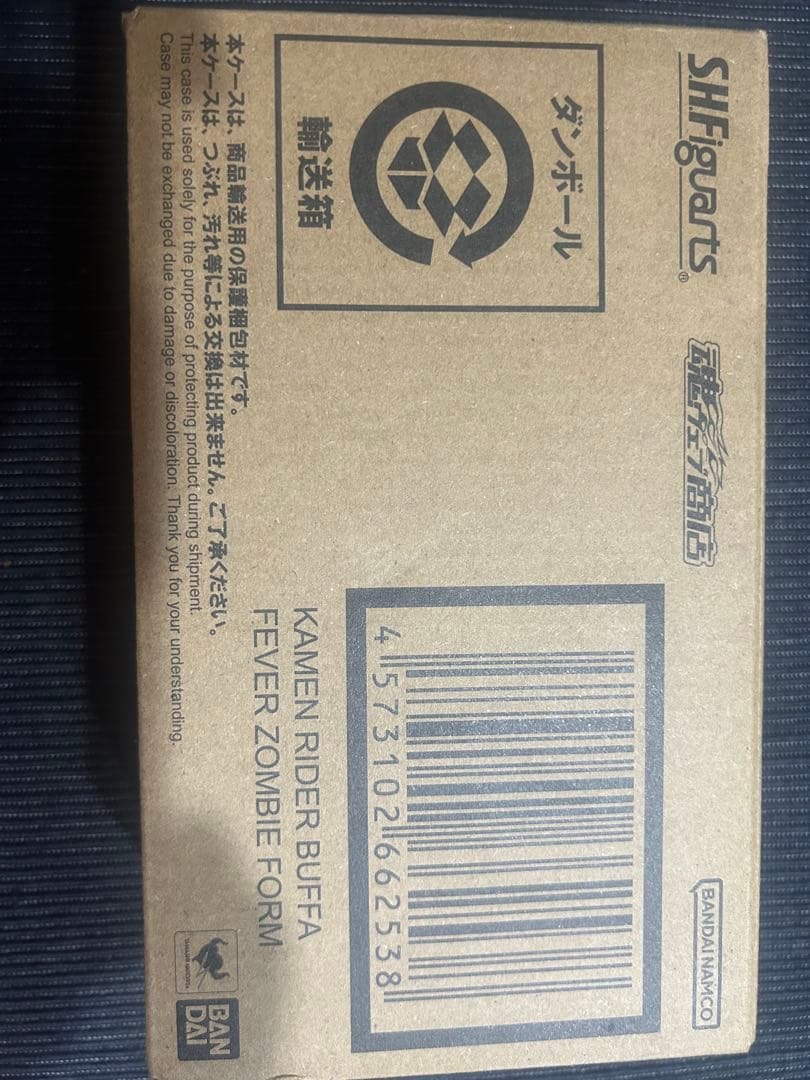 S.H.Figuarts®
魂ウェブ商店
BANDAI NAMCO
ダンボール
輸送箱
4 573102 662538
KAMEN RIDER BUFFA
FEVER ZOMBIE FORM
本ケースは、商品輸送用の保護梱包材です。
本ケースは、つぶれ、汚れ等による交換は出来ません。ご了承ください。
This case is used solely for the purpose of protecting product during shipment.
Case may not be exchanged due to damage or discoloration. Thank you for your understanding.
TAMASHII NATIONS
BAN
DAI